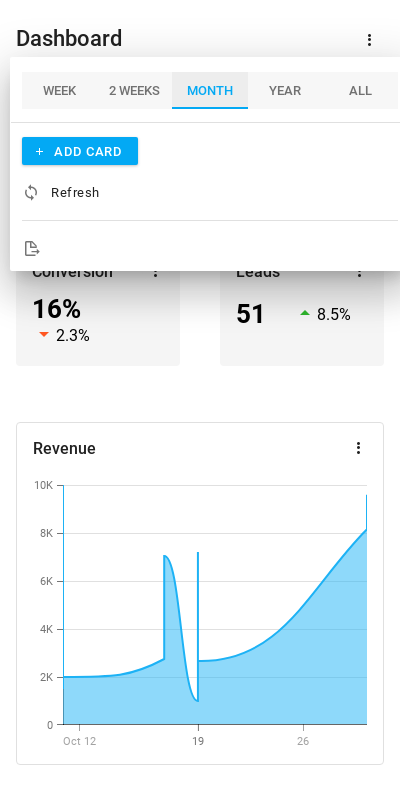 Dashboard
WEEK 2 WEEKS MONTH YEAR ALL
+ ADD CARD
Refresh
Conversion Leads
16% 51 8.5%
2.3%
Revenue
10K
8K
6K
4K
2K
0
Oct 12 19 26